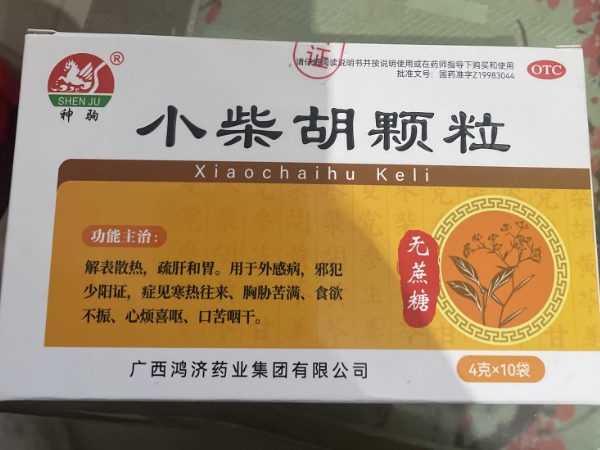 ®
SHENJU
神驹
证
请仔细阅读说明书并按说明使用或在药师指导下购买和使用
批准文号：国药准字Z19983044
OTC
小柴胡颗粒
Xiaochaihu Keli
功能主治：
解表散热，疏肝和胃。用于外感病，邪犯
少阳证，症见寒热往来、胸胁苦满、食欲
不振、心烦喜呕、口苦咽干。
无蔗糖
广西鸿济药业集团有限公司
4克×10袋